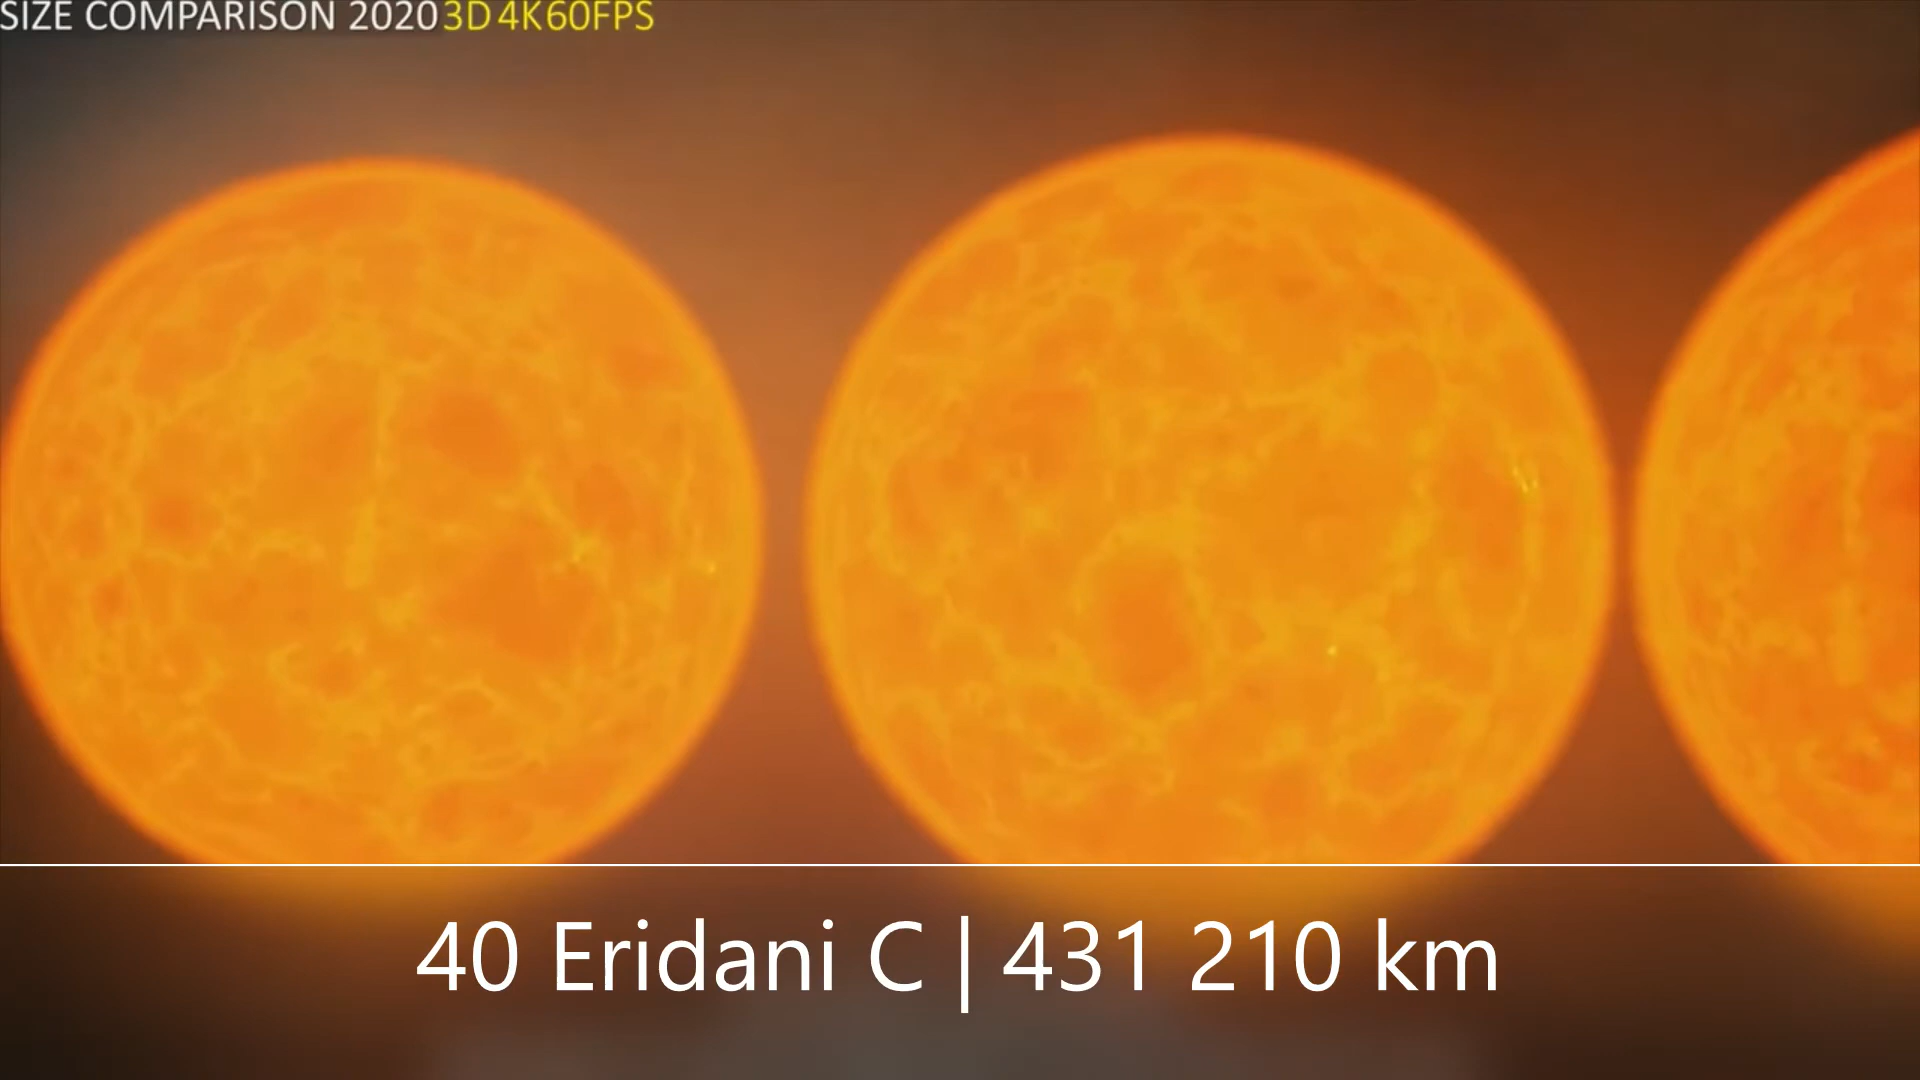 SIZE COMPARISON 2020 3D 4K60FPS
40 Eridani C | 431 210 km